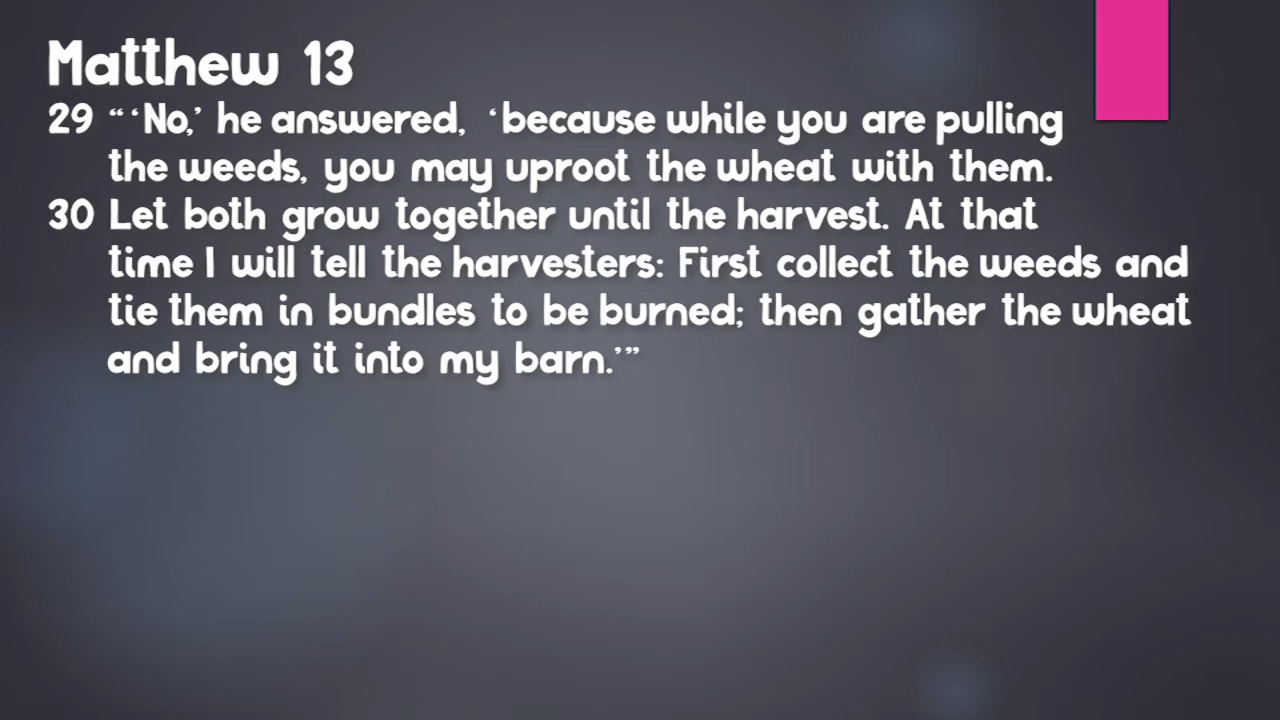 Matthew 13
29 “ ‘No,’ he answered, ‘because while you are pulling
the weeds, you may uproot the wheat with them.
30 Let both grow together until the harvest. At that
time I will tell the harvesters: First collect the weeds and
tie them in bundles to be burned; then gather the wheat
and bring it into my barn.’”